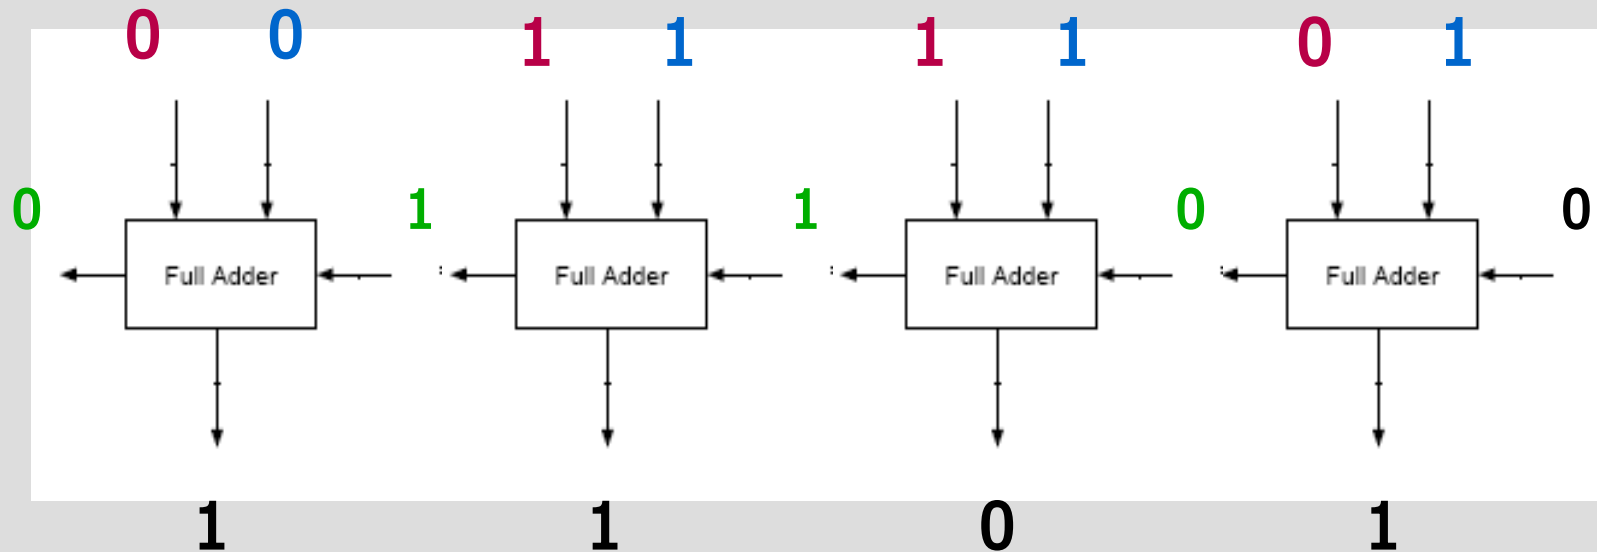 0 0 1 1 1 1 0 1
0 1 1 0 0
Full Adder Full Adder Full Adder Full Adder
1 1 0 1